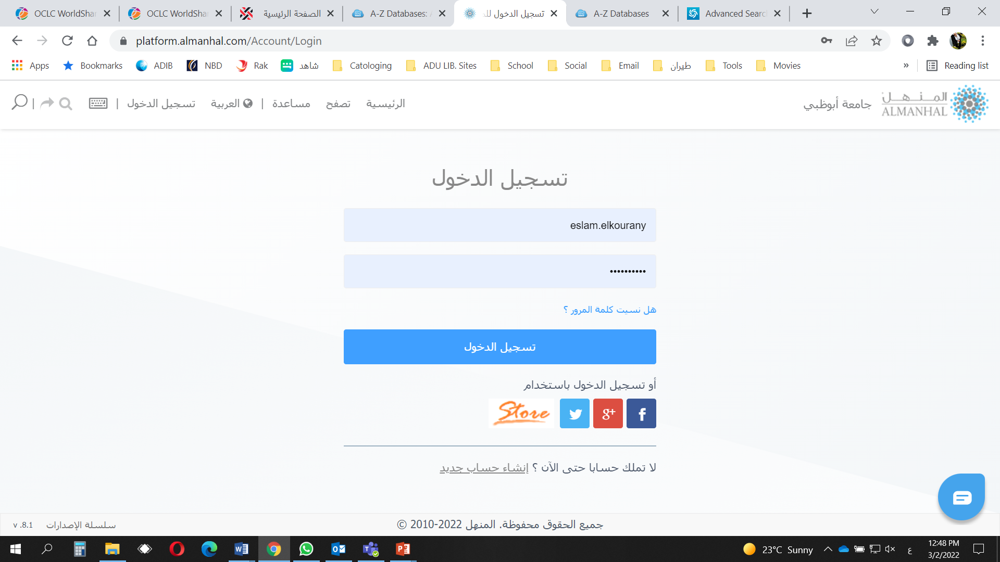 OCLC WorldShar
OCLC WorldShar
الصفحة الرئيسية
A-Z Databases: A
تسجيل الدخول للم
A-Z Databases
Advanced Searc
platform.almanhal.com/Account/Login
Apps
Bookmarks
ADIB
NBD
Rak
شاهد
Catologing
ADU LIB. Sites
School
Social
Email
طيران
Tools
Movies
»
Reading list
المنهل
ALMANHAL
جامعة أبوظبي
الرئيسية
تصفح
مساعدة
|
العربية
تسجيل الدخول
|
تسجيل الدخول
eslam.elkourany
••••••••••
هل نسيت كلمة المرور ؟
تسجيل الدخول
أو تسجيل الدخول باستخدام
f
g+
Store
لا تملك حسابا حتى الآن ؟ إنشاء حساب جديد
جميع الحقوق محفوظة. المنهل 2022-2010 ©
سلسلة الإصدارات
v .8.1
23°C Sunny
ع
12:48 PM
3/2/2022